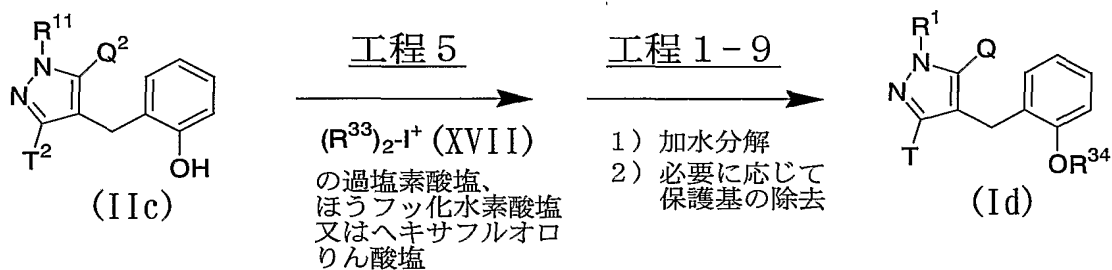 R¹¹
N
N
Q²
T²
OH
(IIc)
工程５
(R³³)₂-I⁺ (XVII)
の過塩素酸塩、
ほうフッ化水素酸塩
又はヘキサフルオロ
りん酸塩
工程１−９
１）加水分解
２）必要に応じて
保護基の除去
R¹
N
N
Q
T
OR³⁴
(Id)